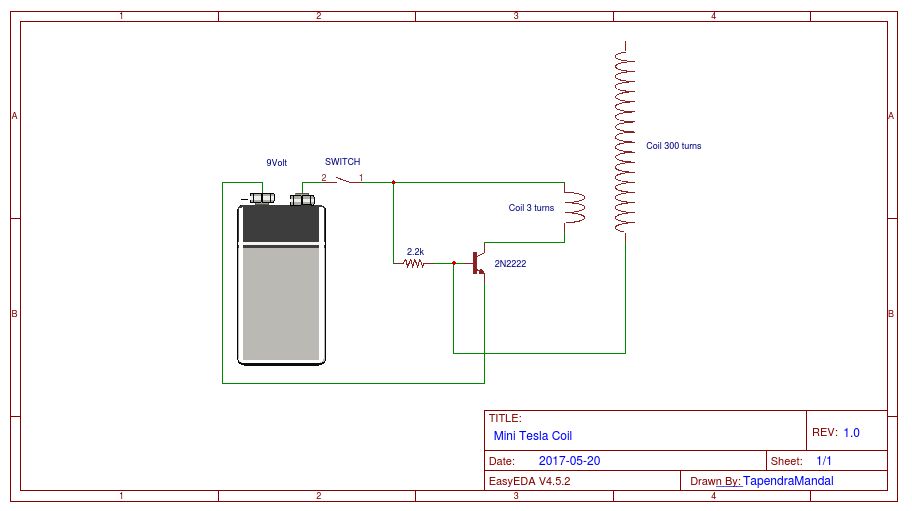 1 2 3 4
A A
Coil 300 turns
9Volt SWITCH
2 1
−
Coil 3 turns
2.2k
2N2222
B B
TITLE:
Mini Tesla Coil
REV: 1.0
Date: 2017-05-20
Sheet: 1/1
EasyEDA V4.5.2
Drawn By: TapendraMandal
1 2 3 4